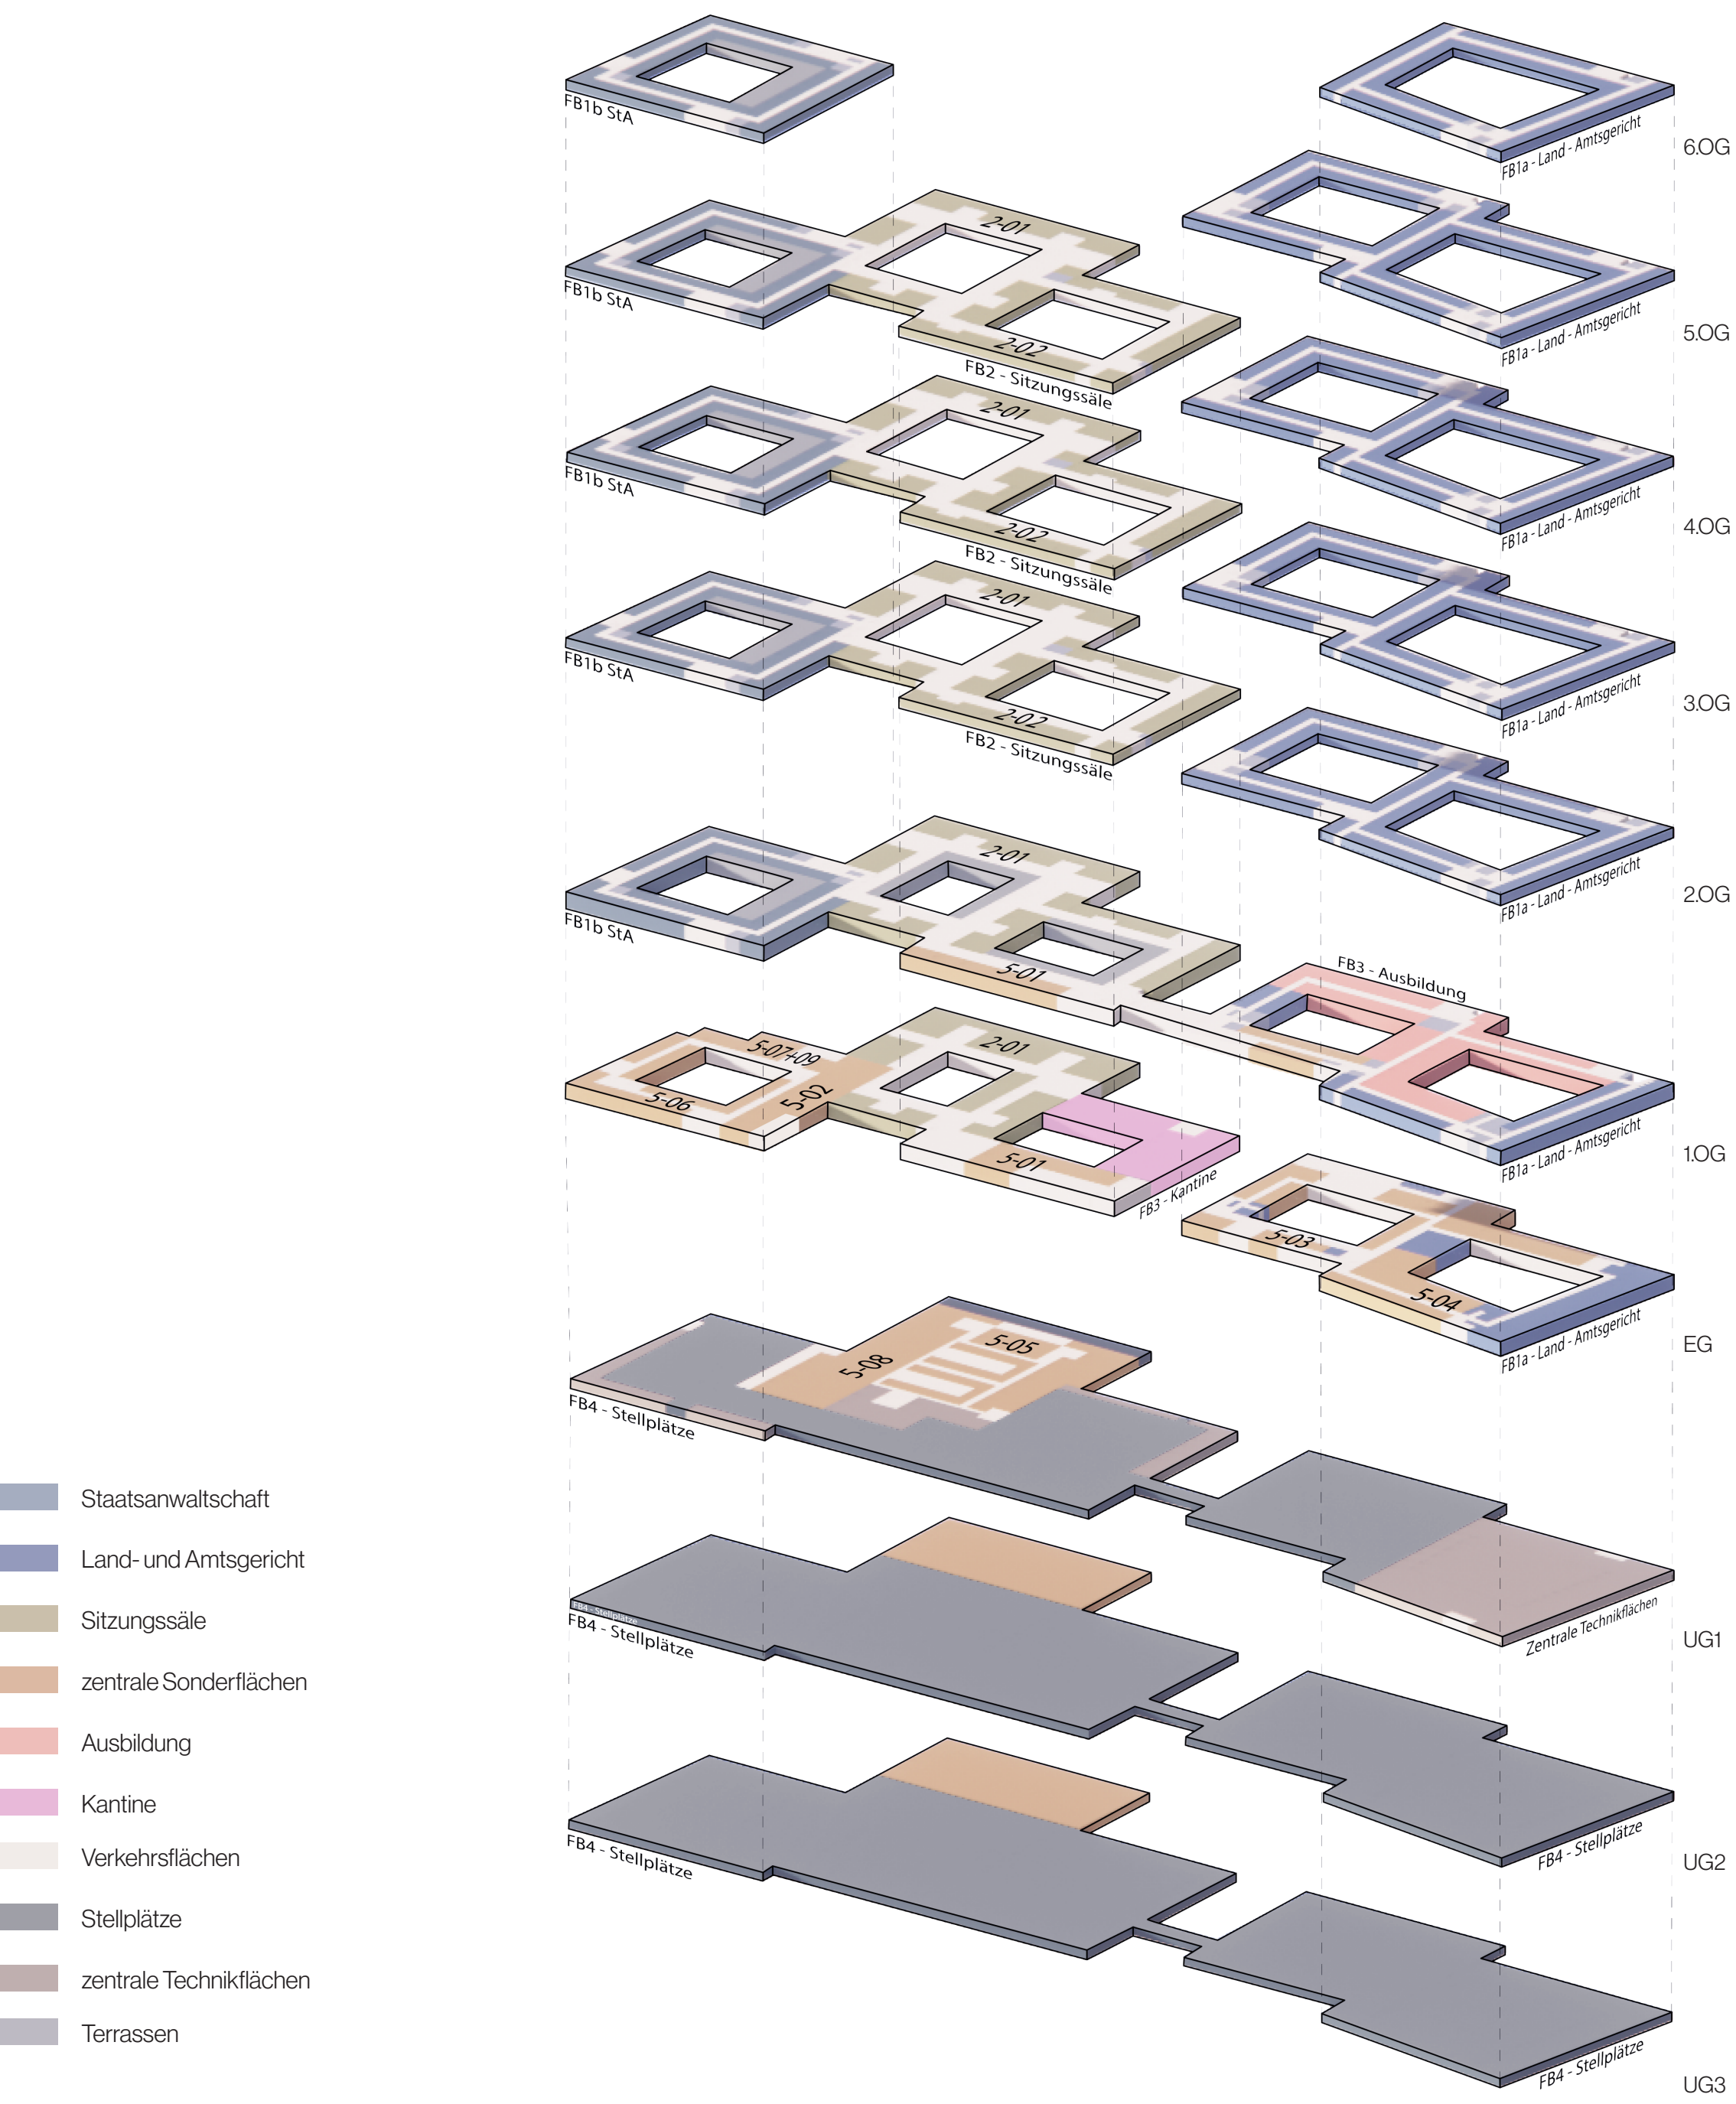 FB1b StA
FB1a - Land - Amtsgericht
6.OG
2-01
FB1b StA
2-02
FB2 - Sitzungssäle
FB1a - Land - Amtsgericht
5.OG
2-01
FB1b StA
2-02
FB2 - Sitzungssäle
FB1a - Land - Amtsgericht
4.OG
2-01
FB1b StA
2-02
FB2 - Sitzungssäle
FB1a - Land - Amtsgericht
3.OG
FB1a - Land - Amtsgericht
2.OG
2-01
FB1b StA
5-01
FB3 - Ausbildung
FB1a - Land - Amtsgericht
1.OG
5-07+09
2-01
5-06
5-02
5-01
FB3 - Kantine
5-03
5-04
FB1a - Land - Amtsgericht
EG
5-05
5-08
FB4 - Stellplätze
Zentrale Technikflächen
UG1
FB4 - Stellplätze
FB4 - Stellplätze
FB4 - Stellplätze
UG2
FB4 - Stellplätze
FB4 - Stellplätze
UG3
Staatsanwaltschaft
Land- und Amtsgericht
Sitzungssäle
zentrale Sonderflächen
Ausbildung
Kantine
Verkehrsflächen
Stellplätze
zentrale Technikflächen
Terrassen